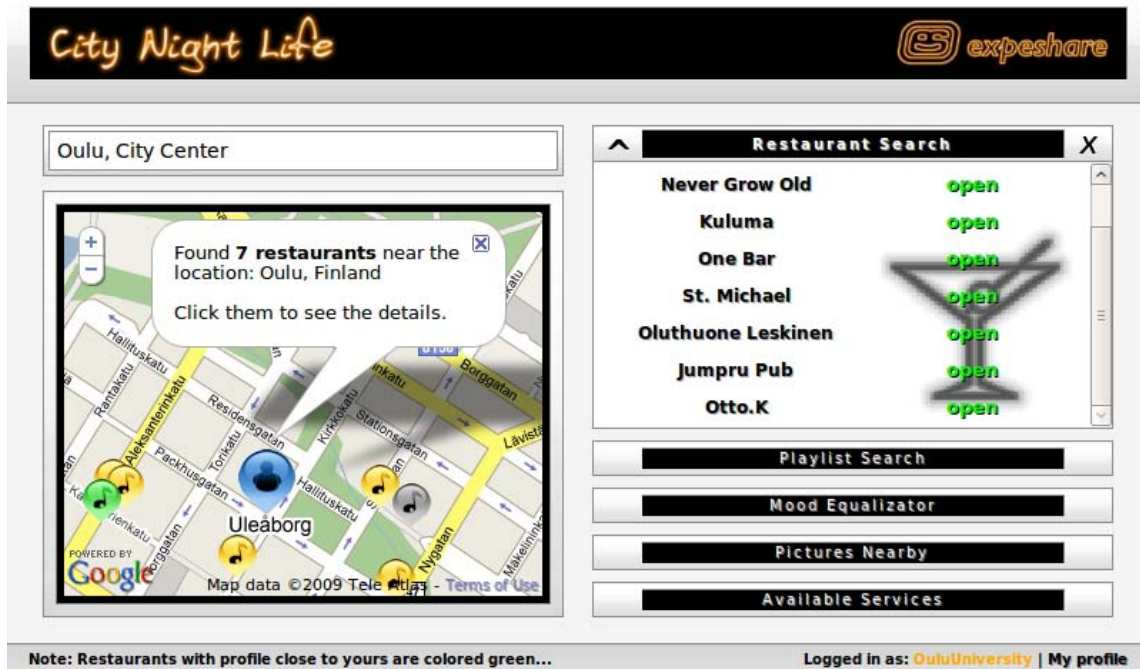 City Night Life
expeshare
Oulu, City Center
^ Restaurant Search X
Never Grow Old open
Kuluma open
One Bar open
St. Michael open
Oluthuone Leskinen open
Jumpru Pub open
Otto.K open
+
−
Found 7 restaurants near the
location: Oulu, Finland
Click them to see the details.
Hallituskatu
Rantakatu
Aleksanterinkatu
Residensgatan
Torikatu
Packhusgatan
Kirkkokatu
Stationsgatan
Borggatan
Hallituskatu
Uleåborg
Nygatan
POWERED BY
Google
Map data ©2009 Tele Atlas - Terms of Use
Playlist Search
Mood Equalizator
Pictures Nearby
Available Services
Note: Restaurants with profile close to yours are colored green...
Logged in as: OuluUniversity | My profile